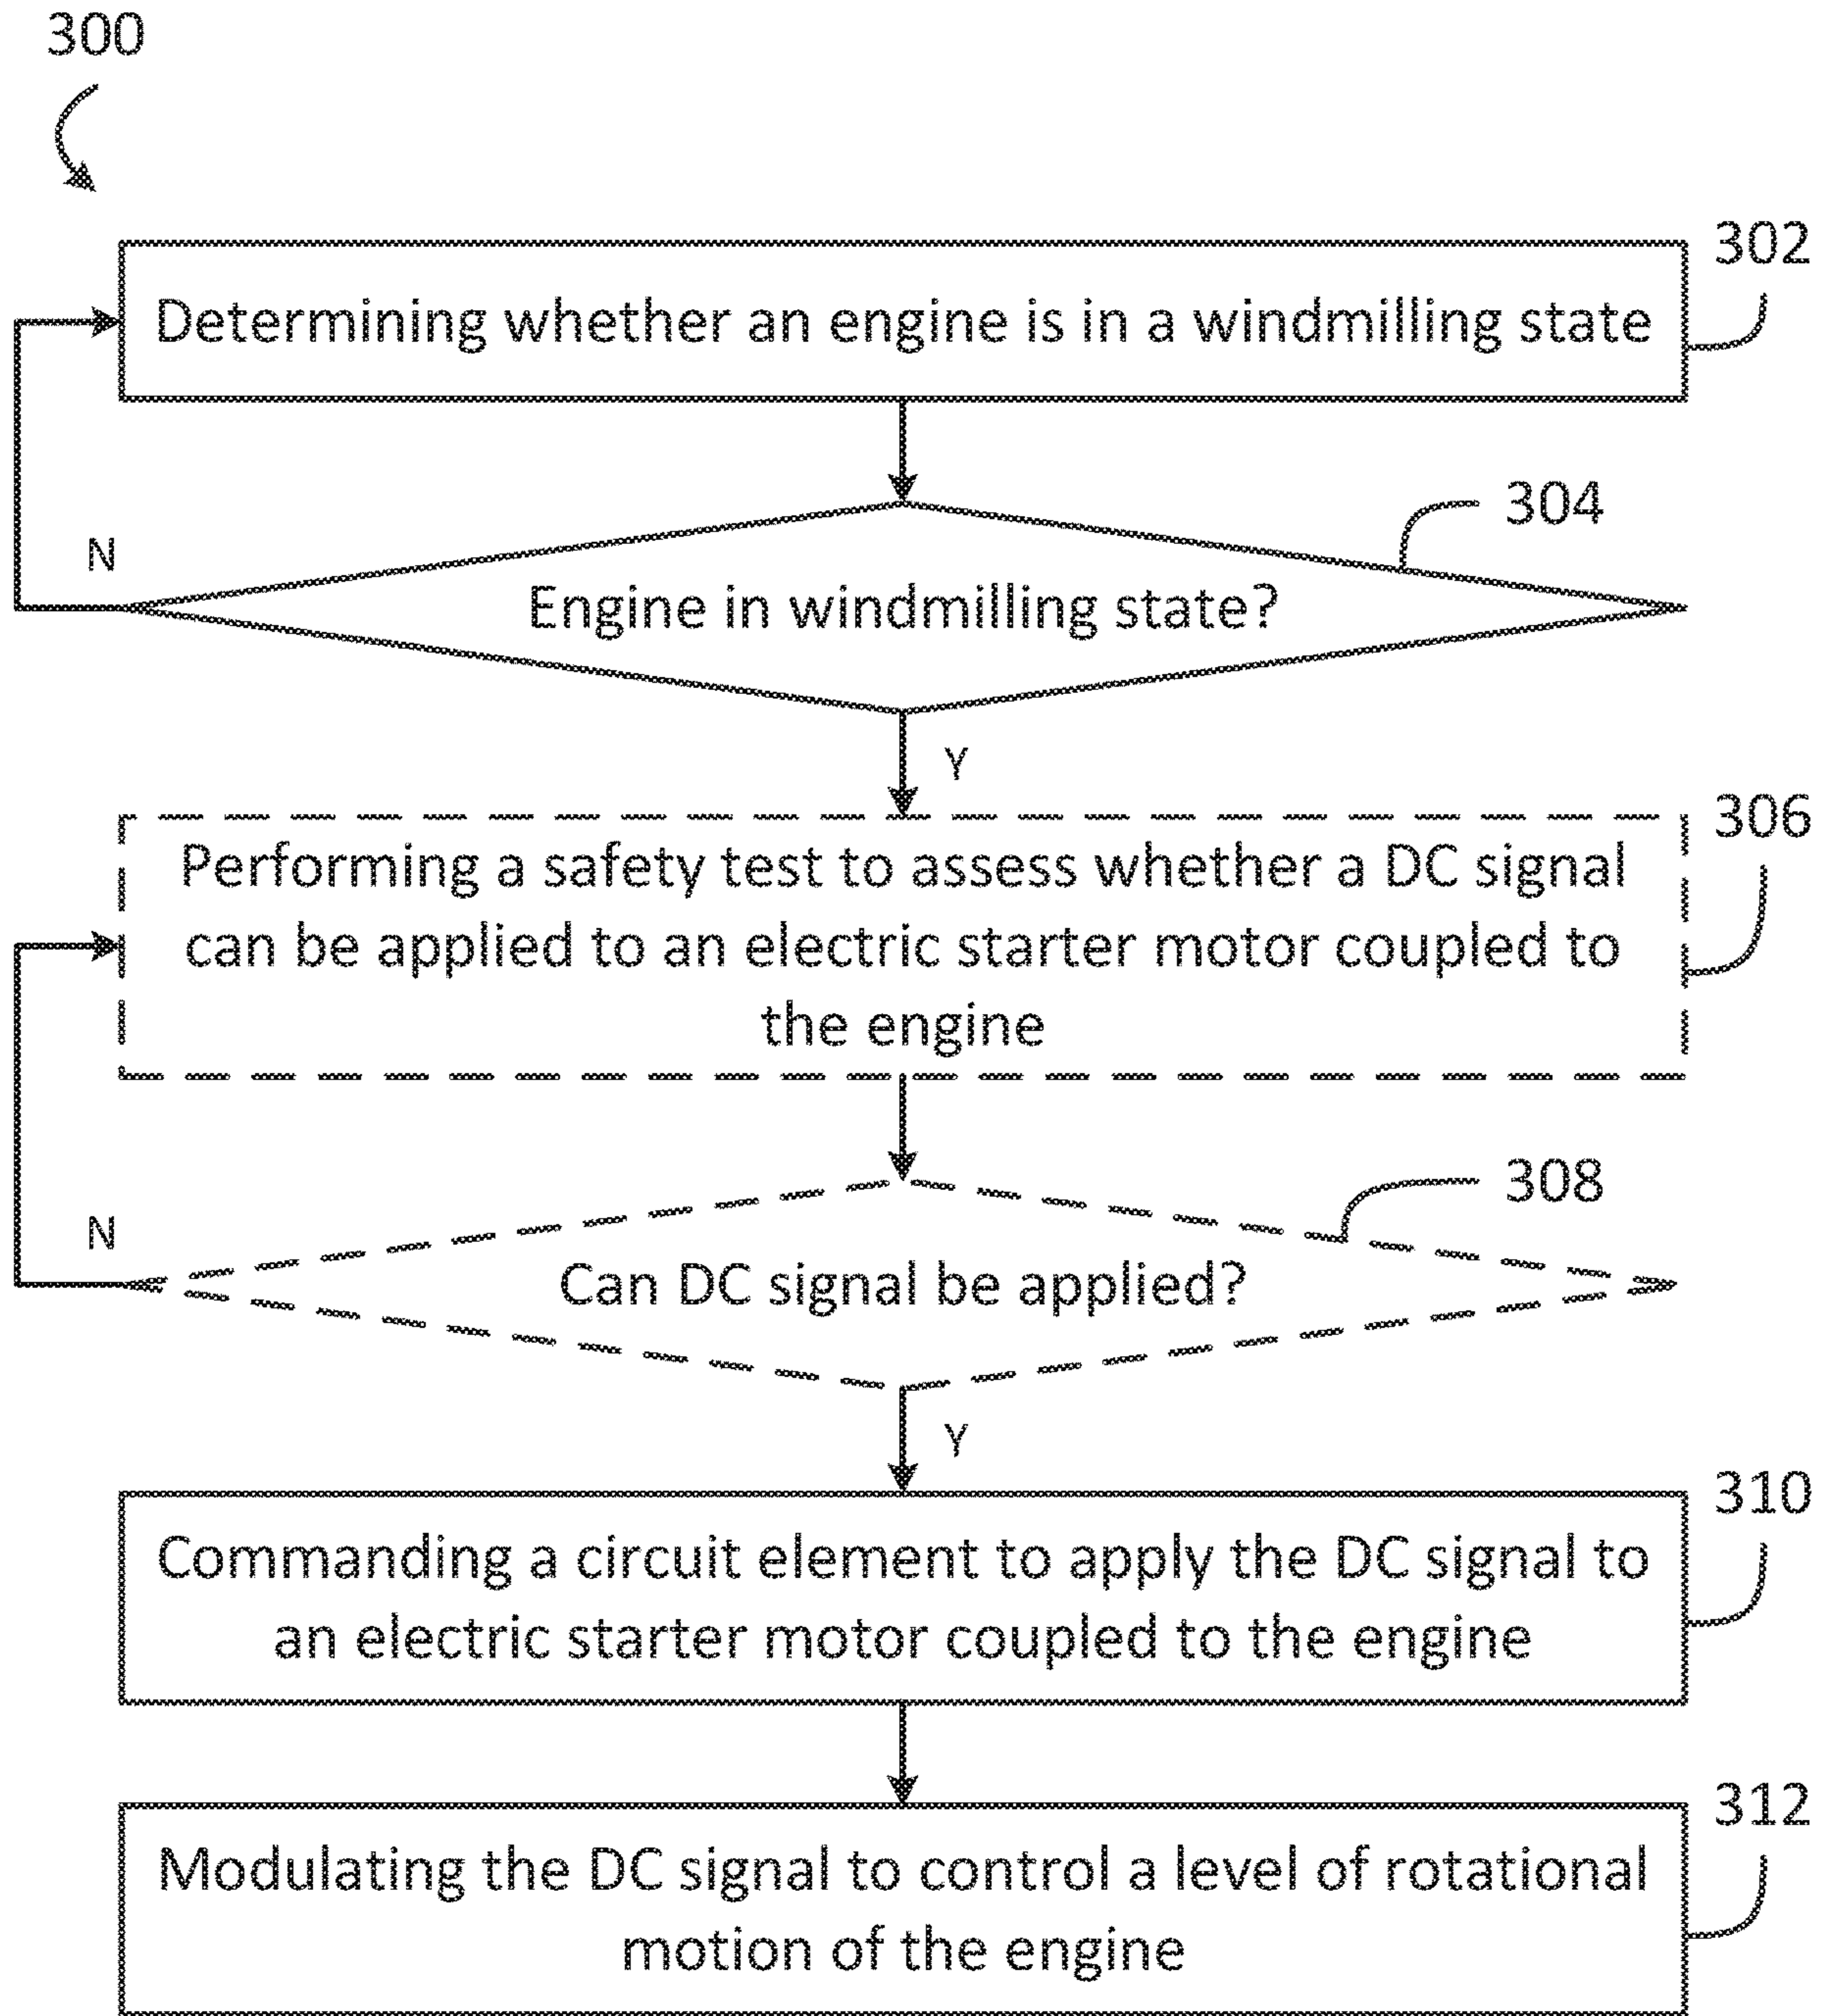 300
302
Determining whether an engine is in a windmilling state
304
N
Engine in windmilling state?
Y
306
Performing a safety test to assess whether a DC signal
can be applied to an electric starter motor coupled to
the engine
308
N
Can DC signal be applied?
Y
310
Commanding a circuit element to apply the DC signal to
an electric starter motor coupled to the engine
312
Modulating the DC signal to control a level of rotational
motion of the engine